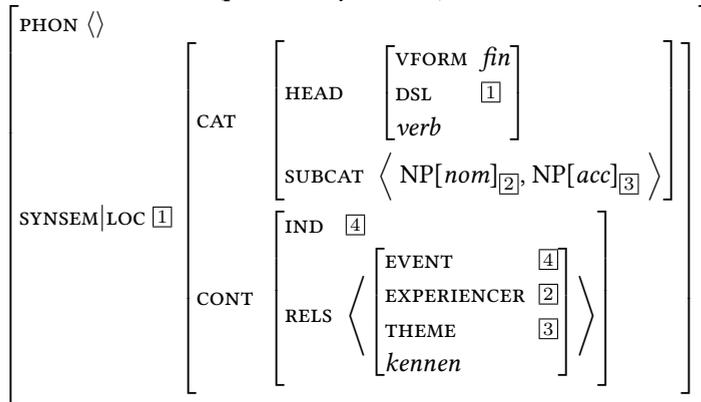 PHON ⟨⟩
VFORM fin
HEAD DSL 1
CAT verb
SUBCAT ⟨ NP[nom]2, NP[acc]3 ⟩
SYNSEM|LOC 1
IND 4
EVENT 4
CONT EXPERIENCER 2
RELS THEME 3
kennen